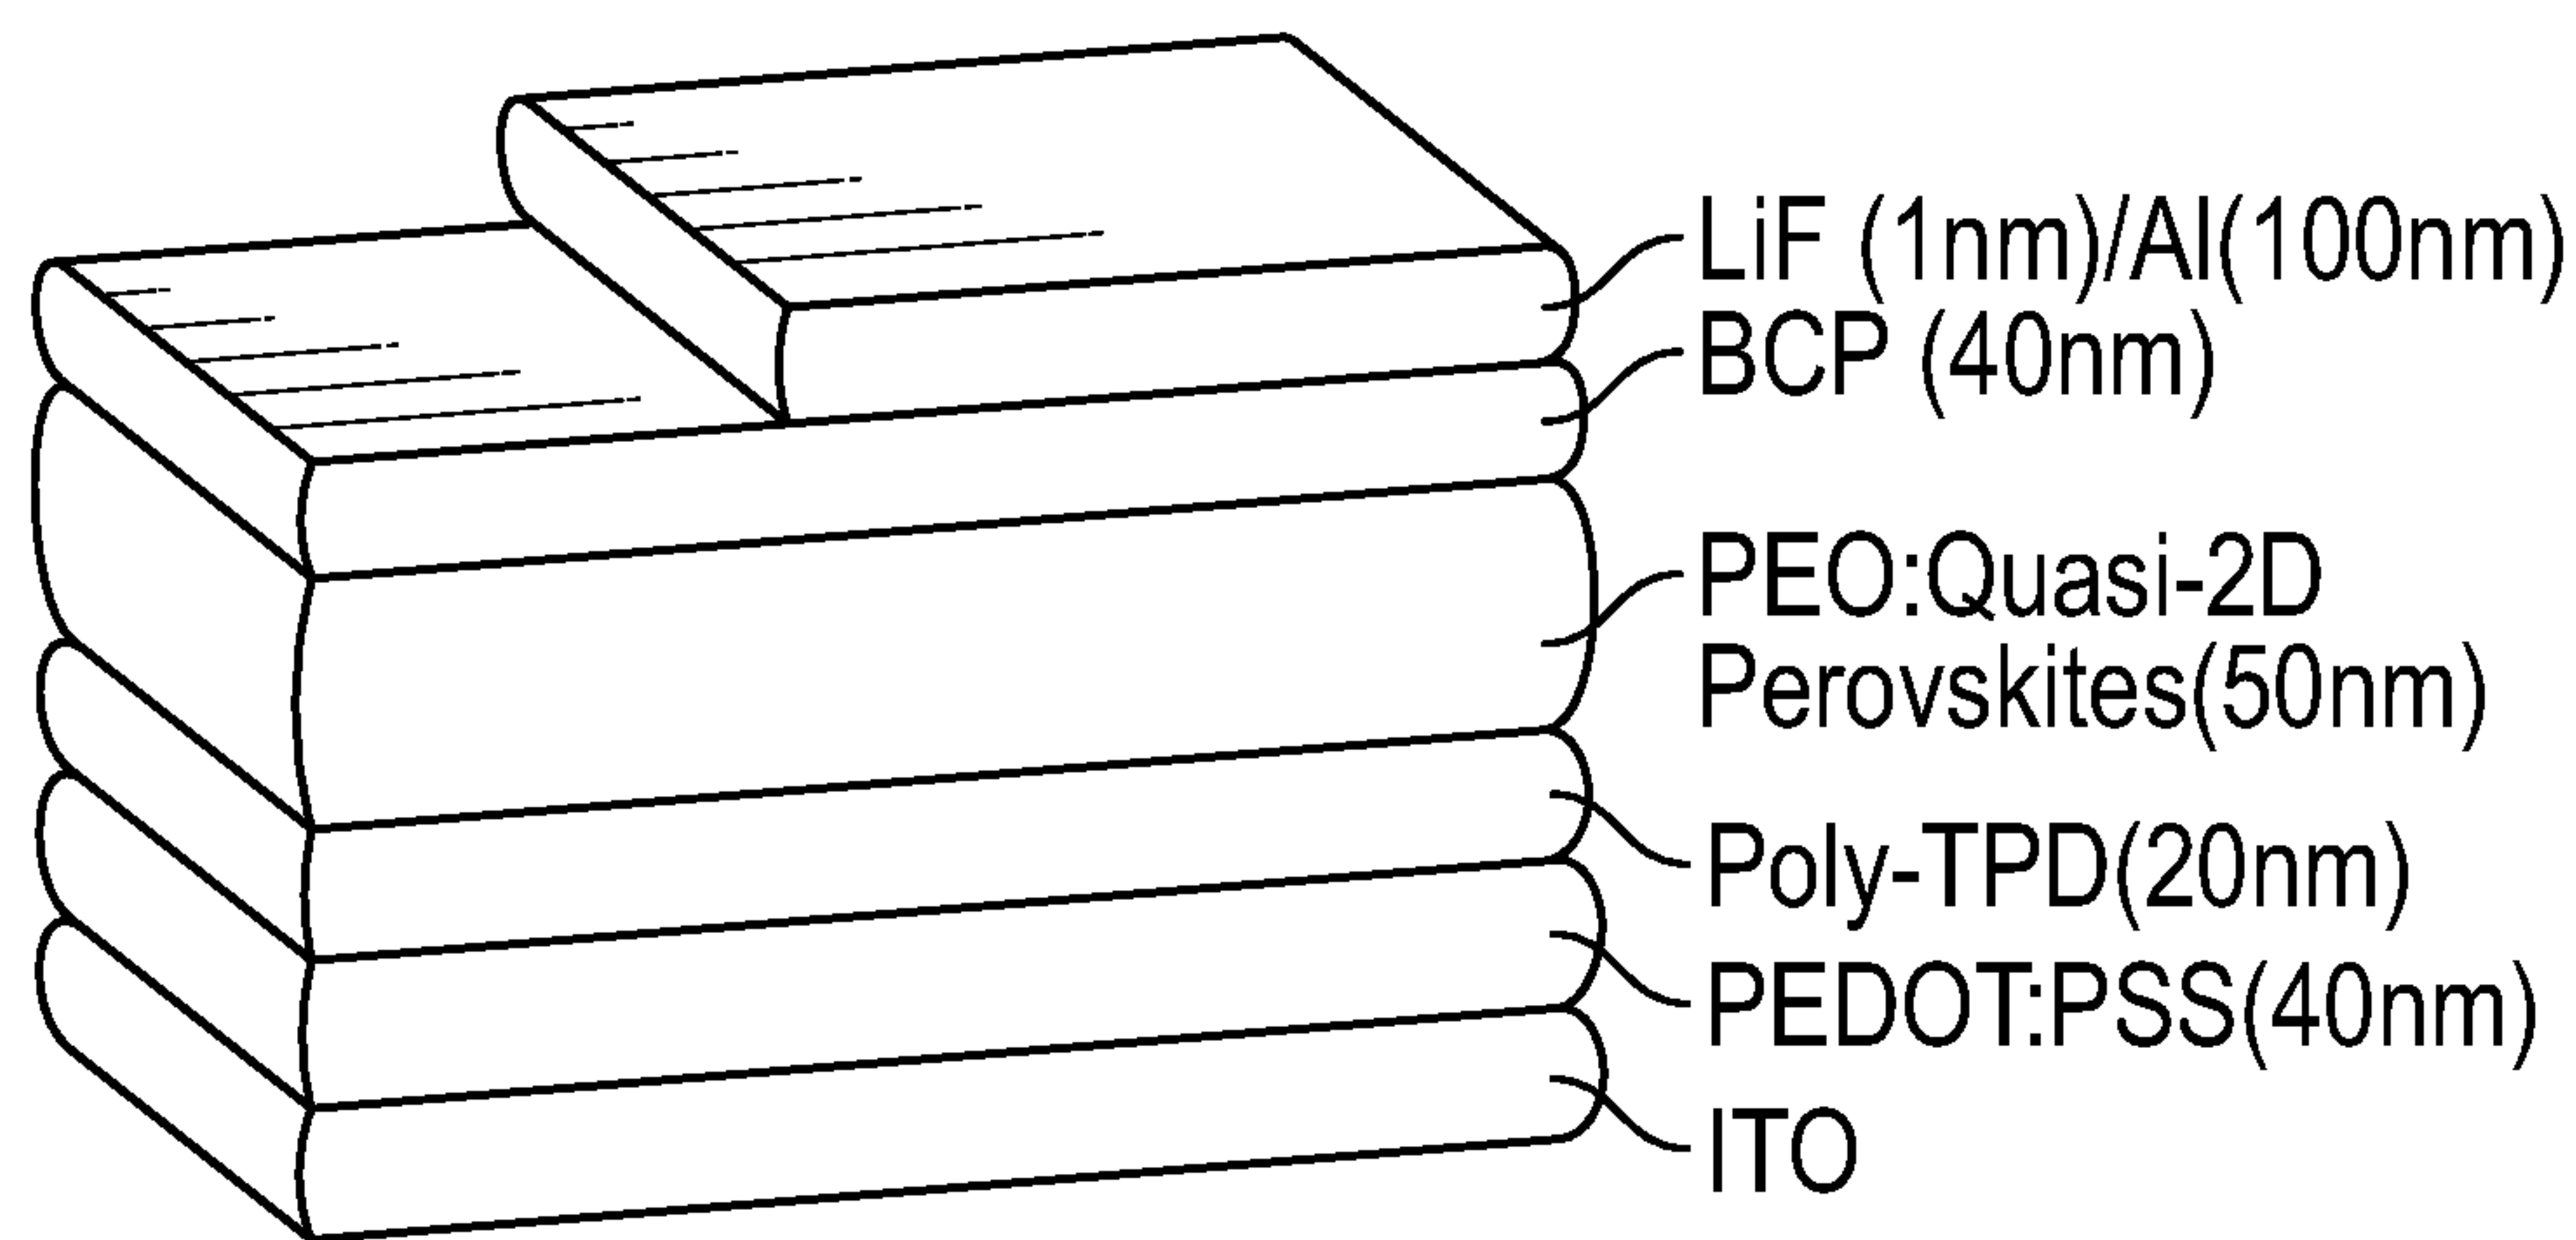 LiF (1nm)/Al(100nm)
BCP (40nm)
PEO:Quasi-2D
Perovskites(50nm)
Poly-TPD(20nm)
PEDOT:PSS(40nm)
ITO